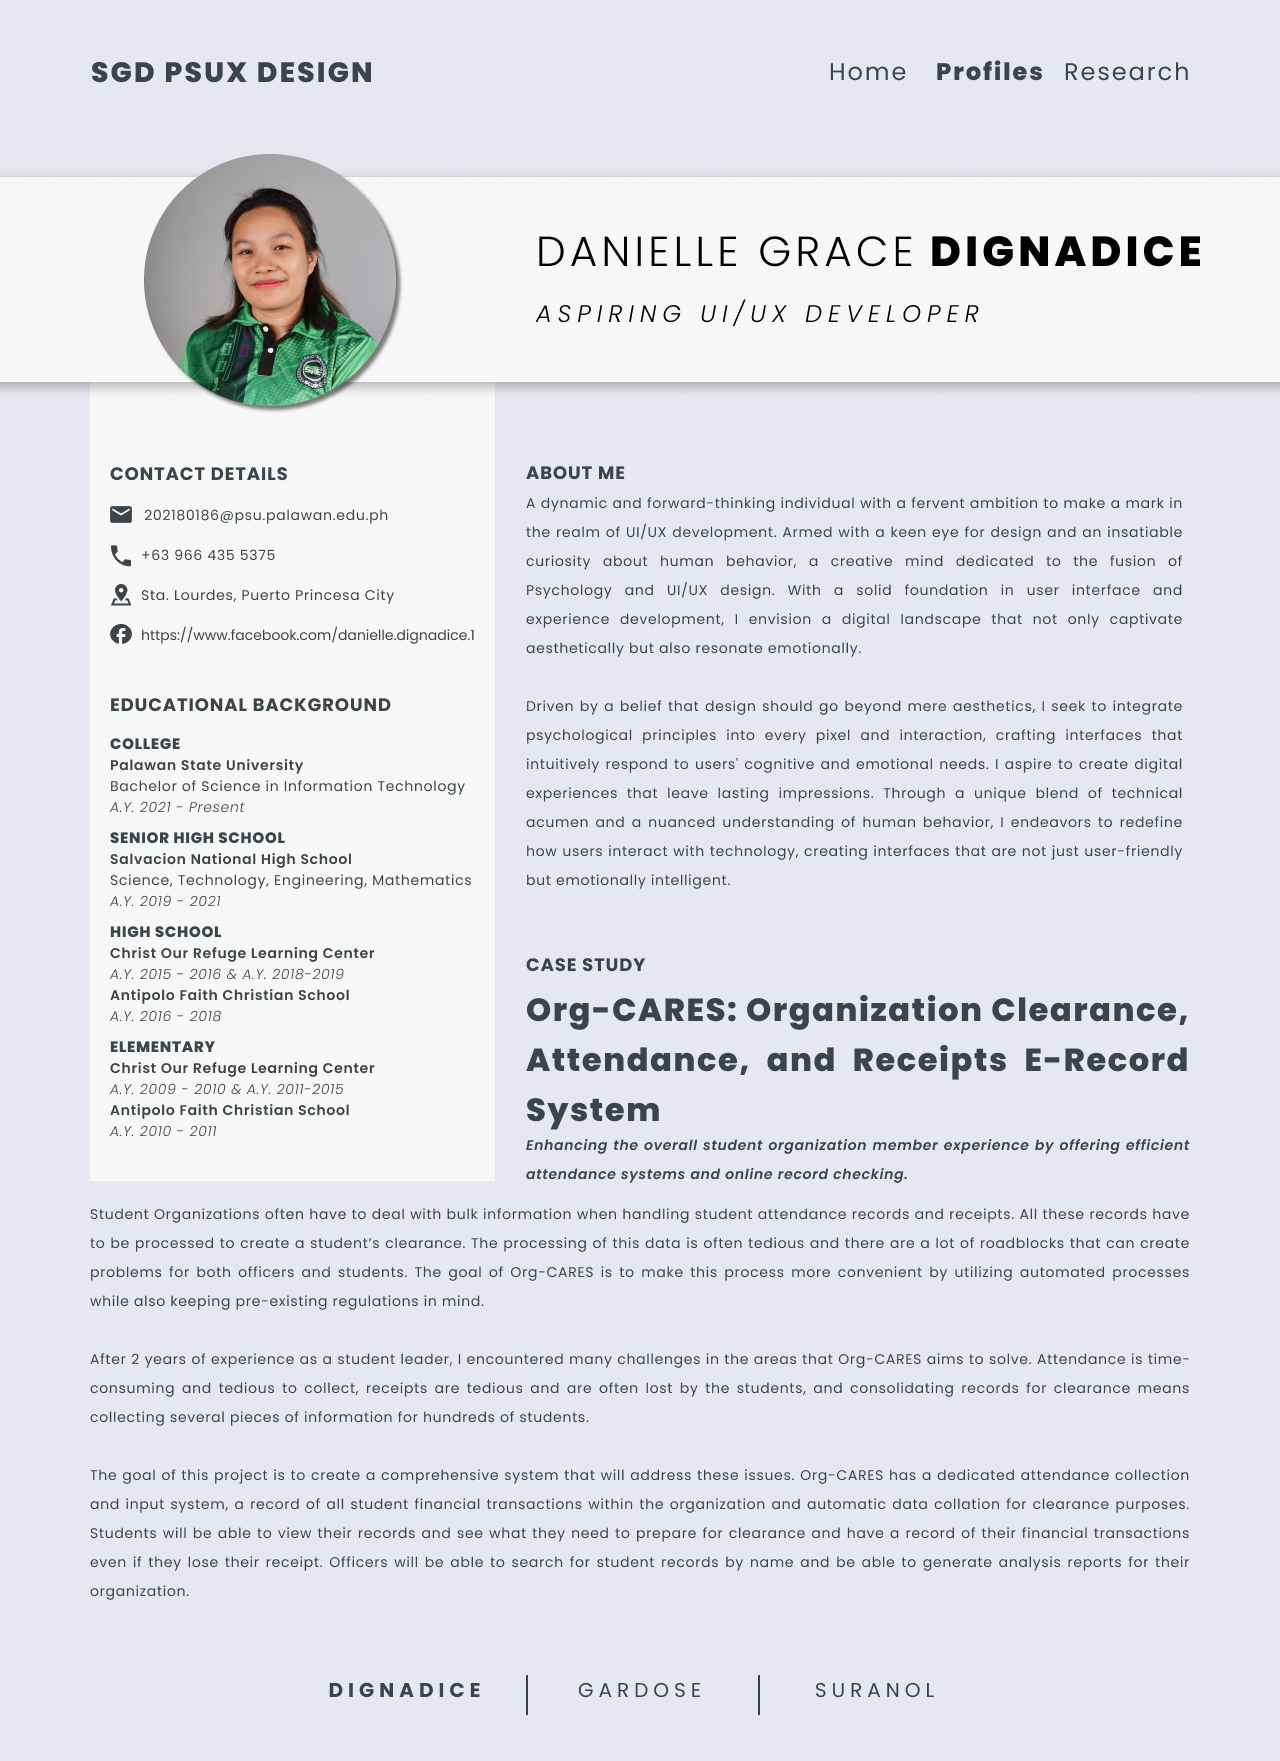 SGD PSUX DESIGN
Home Profiles Research
DANIELLE GRACE DIGNADICE
ASPIRING UI/UX DEVELOPER
CONTACT DETAILS
202180186@psu.palawan.edu.ph
+63 966 435 5375
Sta. Lourdes, Puerto Princesa City
https://www.facebook.com/danielle.dignadice.1
EDUCATIONAL BACKGROUND
COLLEGE
Palawan State University
Bachelor of Science in Information Technology
A.Y. 2021 - Present
SENIOR HIGH SCHOOL
Salvacion National High School
Science, Technology, Engineering, Mathematics
A.Y. 2019 - 2021
HIGH SCHOOL
Christ Our Refuge Learning Center
A.Y. 2015 - 2016 & A.Y. 2018-2019
Antipolo Faith Christian School
A.Y. 2016 - 2018
ELEMENTARY
Christ Our Refuge Learning Center
A.Y. 2009 - 2010 & A.Y. 2011-2015
Antipolo Faith Christian School
A.Y. 2010 - 2011
ABOUT ME
A dynamic and forward-thinking individual with a fervent ambition to make a mark in
the realm of UI/UX development. Armed with a keen eye for design and an insatiable
curiosity about human behavior, a creative mind dedicated to the fusion of
Psychology and UI/UX design. With a solid foundation in user interface and
experience development, I envision a digital landscape that not only captivate
aesthetically but also resonate emotionally.
Driven by a belief that design should go beyond mere aesthetics, I seek to integrate
psychological principles into every pixel and interaction, crafting interfaces that
intuitively respond to users' cognitive and emotional needs. I aspire to create digital
experiences that leave lasting impressions. Through a unique blend of technical
acumen and a nuanced understanding of human behavior, I endeavors to redefine
how users interact with technology, creating interfaces that are not just user-friendly
but emotionally intelligent.
CASE STUDY
Org-CARES: Organization Clearance,
Attendance, and Receipts E-Record
System
Enhancing the overall student organization member experience by offering efficient
attendance systems and online record checking.
Student Organizations often have to deal with bulk information when handling student attendance records and receipts. All these records have
to be processed to create a student’s clearance. The processing of this data is often tedious and there are a lot of roadblocks that can create
problems for both officers and students. The goal of Org-CARES is to make this process more convenient by utilizing automated processes
while also keeping pre-existing regulations in mind.
After 2 years of experience as a student leader, I encountered many challenges in the areas that Org-CARES aims to solve. Attendance is time-
consuming and tedious to collect, receipts are tedious and are often lost by the students, and consolidating records for clearance means
collecting several pieces of information for hundreds of students.
The goal of this project is to create a comprehensive system that will address these issues. Org-CARES has a dedicated attendance collection
and input system, a record of all student financial transactions within the organization and automatic data collation for clearance purposes.
Students will be able to view their records and see what they need to prepare for clearance and have a record of their financial transactions
even if they lose their receipt. Officers will be able to search for student records by name and be able to generate analysis reports for their
organization.
DIGNADICE
GARDOSE
SURANOL